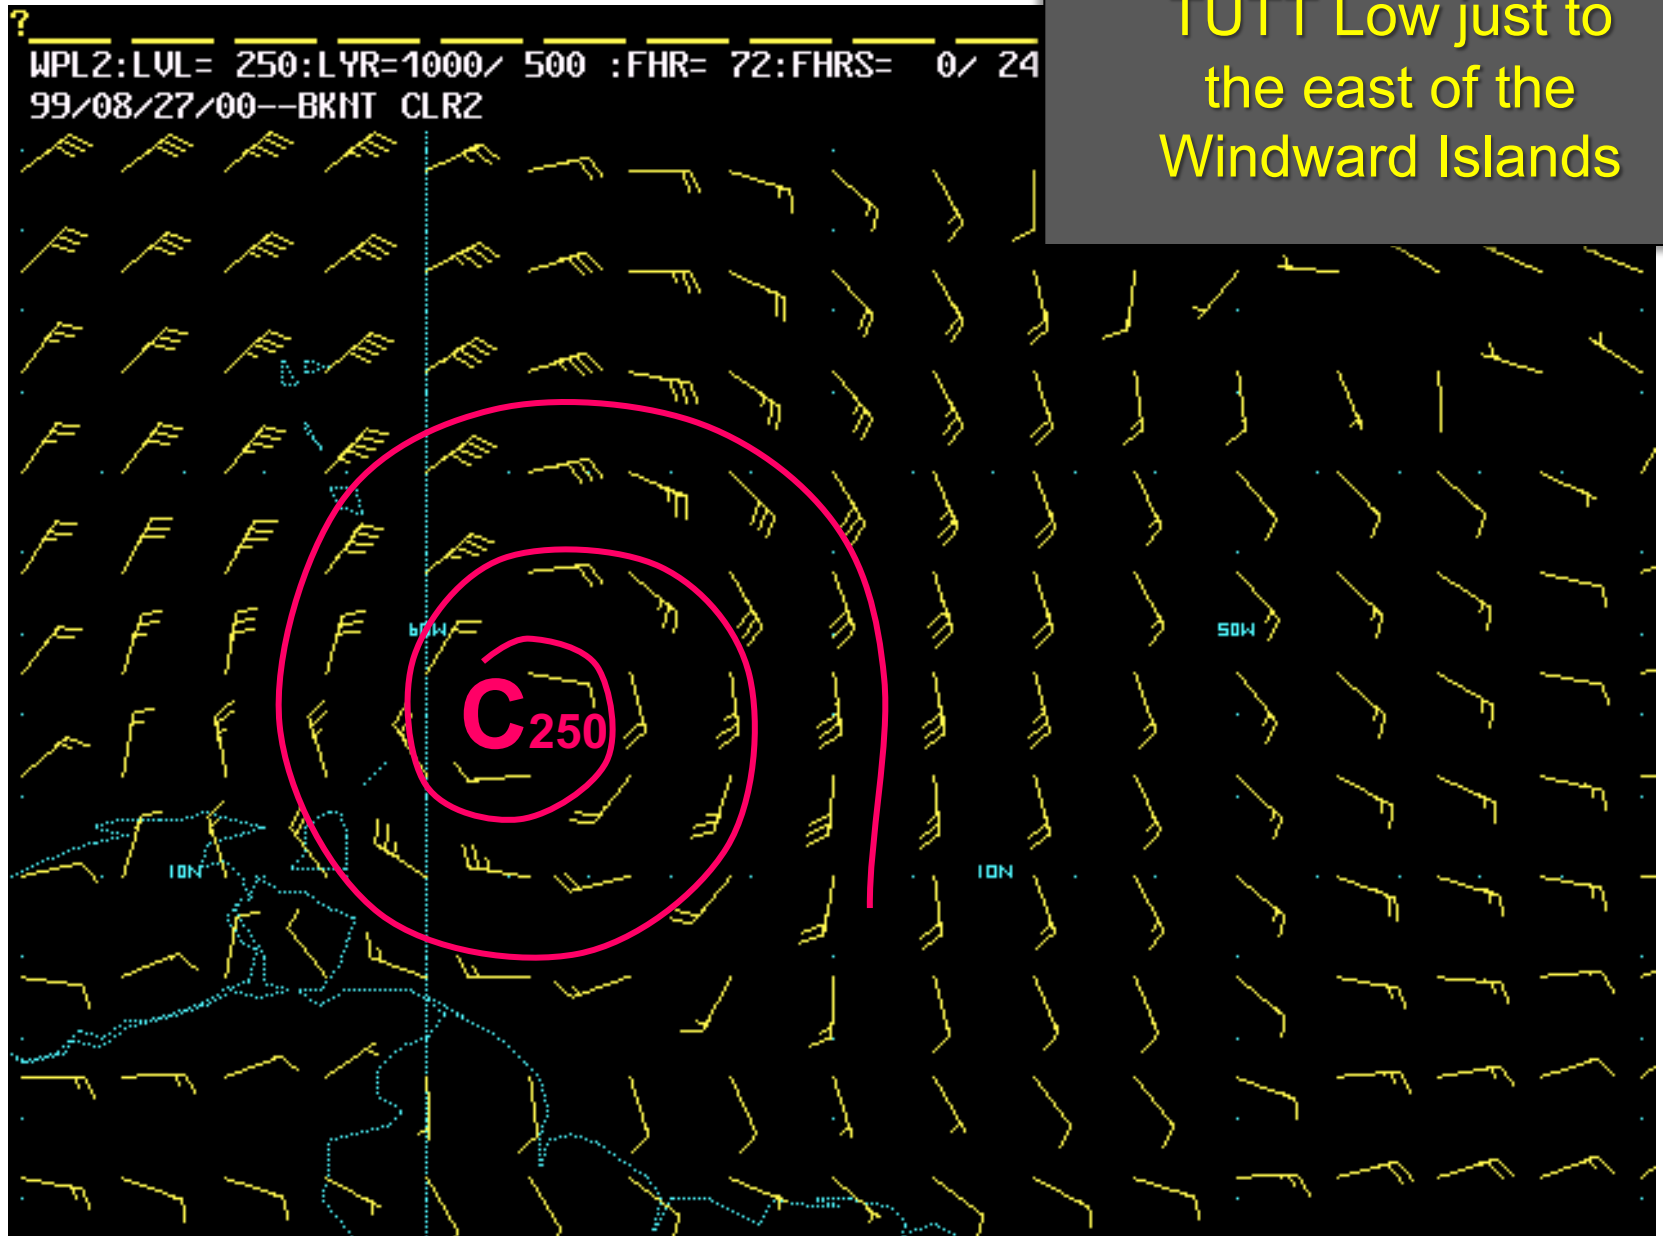 ?
WPL2:LVL= 250:LYR=1000/ 500 :FHR= 72:FHRS= 0/ 24
99/08/27/00--BKNT CLR2
TUTT Low just to
the east of the
Windward Islands
60W
50W
C250
10N
10N